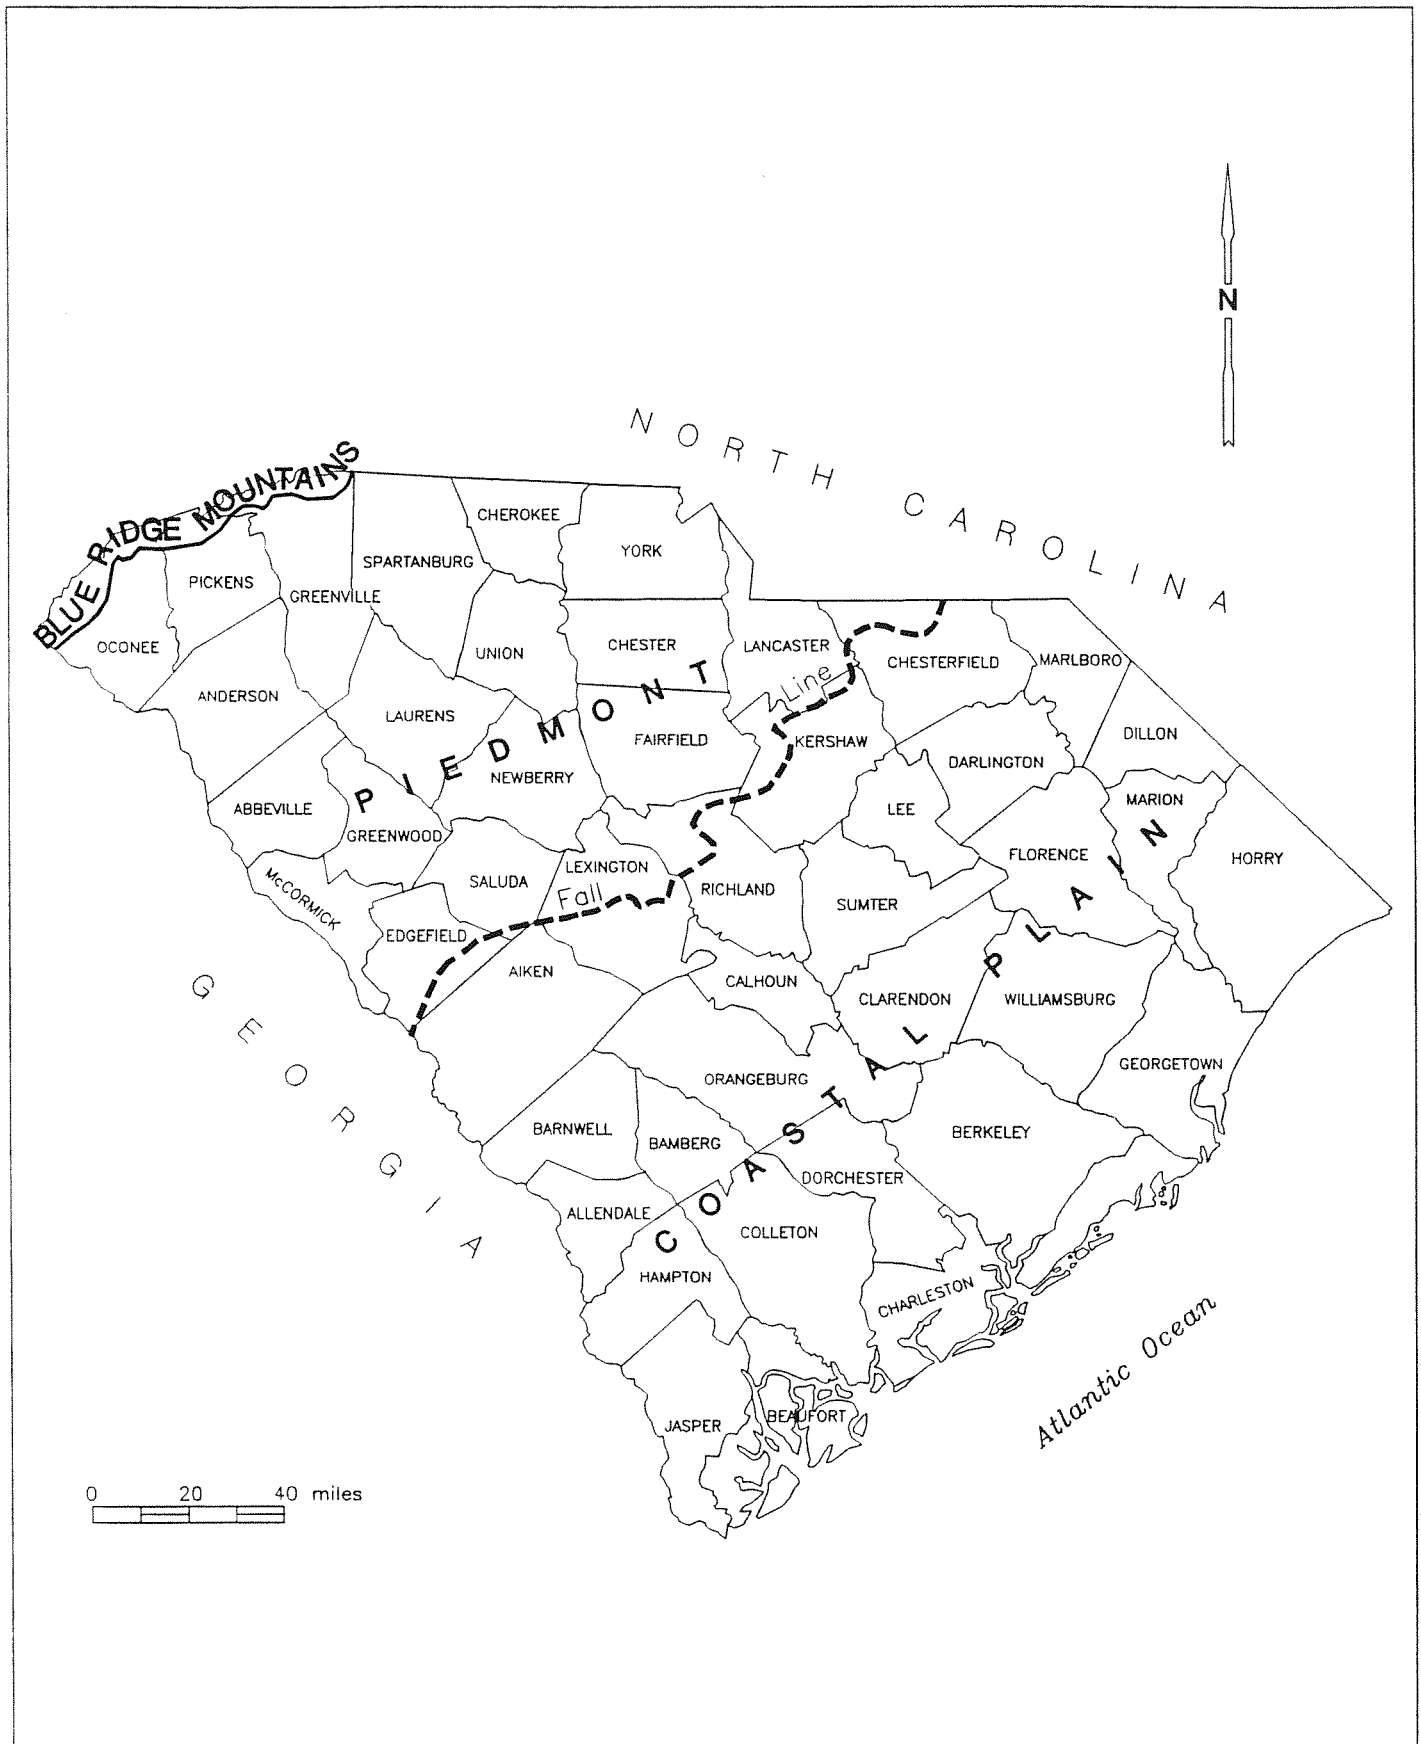 N
NORTH CAROLINA
BLUE RIDGE MOUNTAINS
CHEROKEE
YORK
SPARTANBURG
PICKENS
GREENVILLE
OCONEE
UNION
CHESTER
LANCASTER
CHESTERFIELD
MARLBORO
ANDERSON
LAURENS
PIEDMONT
FAIRFIELD
Fall Line
KERSHAW
DILLON
NEWBERRY
DARLINGTON
ABBEVILLE
GREENWOOD
LEE
MARION
LEXINGTON
FLORENCE
HORRY
McCORMICK
SALUDA
RICHLAND
SUMTER
EDGEFIELD
AIKEN
CALHOUN
CLARENDON
WILLIAMSBURG
GEORGIA
COASTAL PLAIN
ORANGEBURG
GEORGETOWN
BARNWELL
BAMBERG
BERKELEY
DORCHESTER
ALLENDALE
COLLETON
HAMPTON
CHARLESTON
Atlantic Ocean
BEAUFORT
JASPER
0 20 40 miles